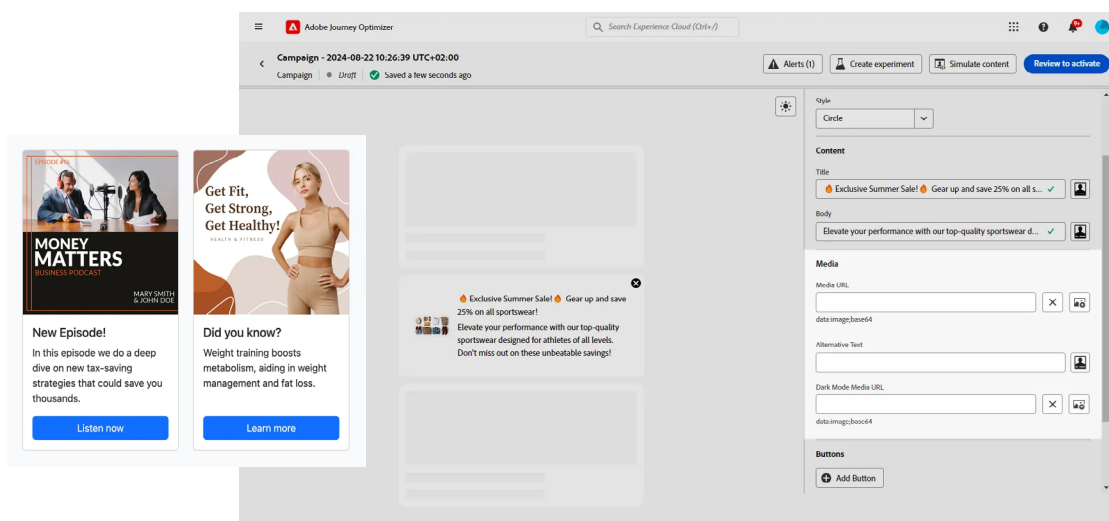 Adobe Journey Optimizer
Search Experience Cloud (Ctrl+/)
9+
Campaign - 2024-08-22 10:26:39 UTC+02:00
Campaign
Draft
Saved a few seconds ago
Alerts (1)
Create experiment
Simulate content
Review to activate
Style
Circle
Content
Title
🔥 Exclusive Summer Sale! 🔥 Gear up and save 25% on all s...
Body
Elevate your performance with our top-quality sportswear d...
Media
Media URL
data:image;base64
Alternative Text
Dark Mode Media URL
data:image;base64
Buttons
Add Button
🔥 Exclusive Summer Sale! 🔥 Gear up and save
25% on all sportswear!
Elevate your performance with our top-quality
sportswear designed for athletes of all levels.
Don't miss out on these unbeatable savings!
EPISODE #76
MONEY
MATTERS
BUSINESS PODCAST
MARY SMITH
& JOHN DOE
New Episode!
In this episode we do a deep
dive on new tax-saving
strategies that could save you
thousands.
Listen now
Get Fit,
Get Strong,
Get Healthy!
HEALTH & FITNESS
Did you know?
Weight training boosts
metabolism, aiding in weight
management and fat loss.
Learn more